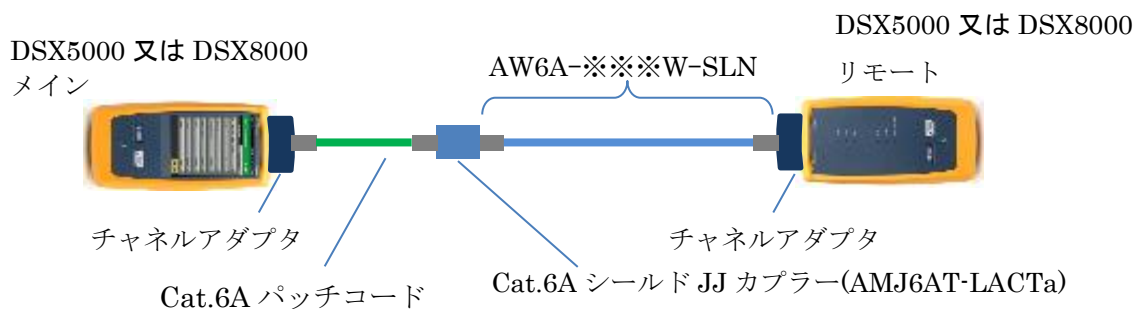 DSX5000 又は DSX8000
メイン
AW6A-※※※W-SLN
DSX5000 又は DSX8000
リモート
チャネルアダプタ
チャネルアダプタ
Cat.6A パッチコード
Cat.6A シールド JJ カプラー(AMJ6AT-LACTa)